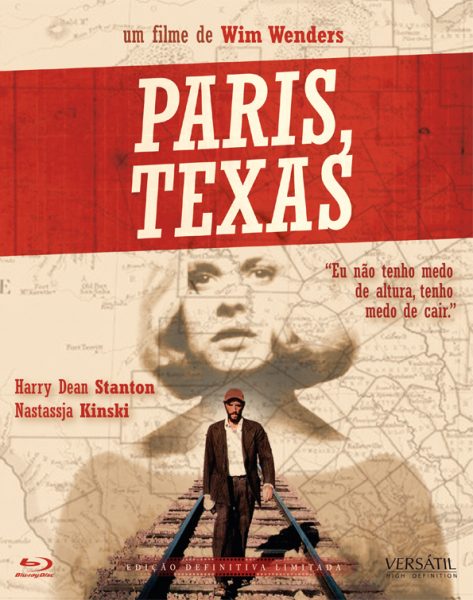 um filme de Wim Wenders
PARIS,
TEXAS
“Eu não tenho medo
de altura, tenho
medo de cair.”
Harry Dean Stanton
Nastassja Kinski
EDIÇÃO DEFINITIVA LIMITADA
Blu-ray Disc
VERSÁTIL
HIGH DEFINITION